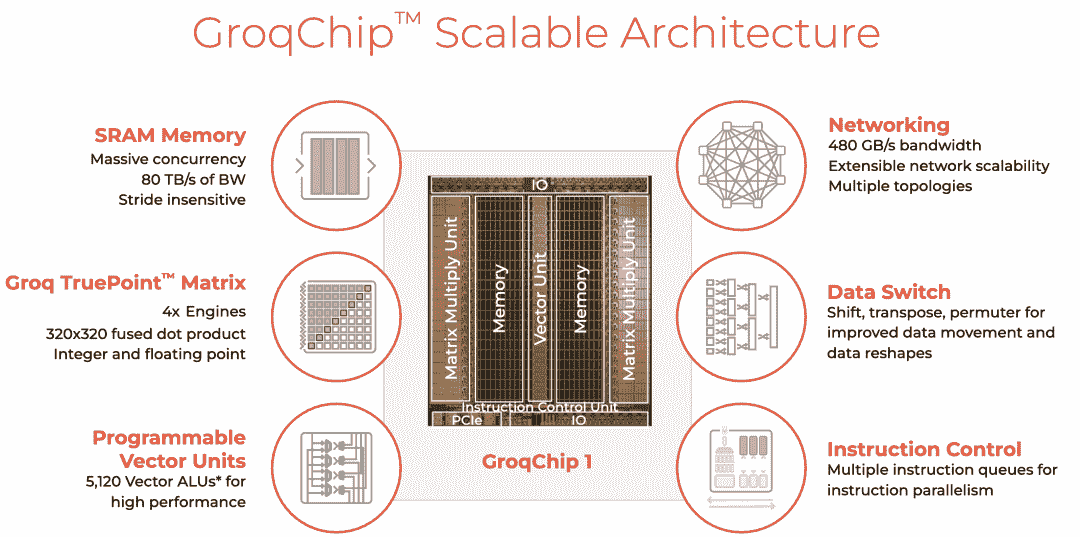 GroqChip™ Scalable Architecture
SRAM Memory
Massive concurrency
80 TB/s of BW
Stride insensitive
Groq TruePoint™ Matrix
4x Engines
320x320 fused dot product
Integer and floating point
Programmable
Vector Units
5,120 Vector ALUs* for
high performance
IO
Matrix Multiply Unit
Memory
Vector Unit
Memory
Matrix Multiply Unit
Instruction Control Unit
PCIe
IO
GroqChip 1
Networking
480 GB/s bandwidth
Extensible network scalability
Multiple topologies
Data Switch
Shift, transpose, permuter for
improved data movement and
data reshapes
Instruction Control
Multiple instruction queues for
instruction parallelism